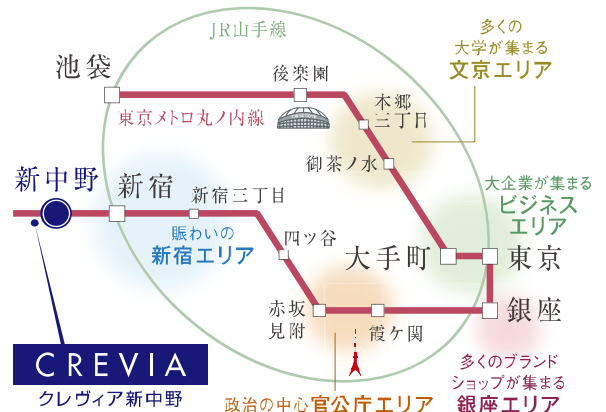 JR山手線
多くの
大学が集まる
文京エリア
池袋
後楽園
東京メトロ丸ノ内線
本郷
三丁目
御茶ノ水
新中野
新宿
新宿三丁目
大企業が集まる
ビジネス
エリア
賑わいの
新宿エリア
四ツ谷
大手町
東京
赤坂
見附
霞ケ関
銀座
CREVIA
クレヴィア新中野
多くのブランド
ショップが集まる
銀座エリア
政治の中心官公庁エリア